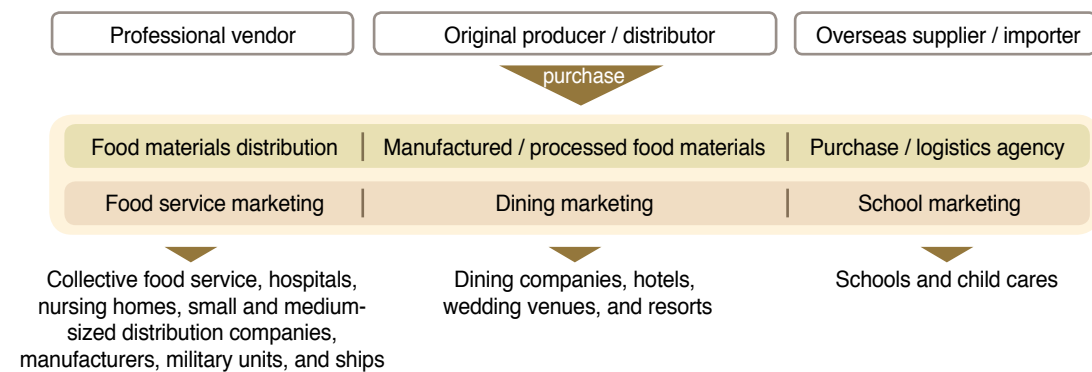 Professional vendor
Original producer / distributor
Overseas supplier / importer
purchase
Food materials distribution
Manufactured / processed food materials
Purchase / logistics agency
Food service marketing
Dining marketing
School marketing
Collective food service, hospitals,
nursing homes, small and medium-
sized distribution companies,
manufacturers, military units, and ships
Dining companies, hotels,
wedding venues, and resorts
Schools and child cares